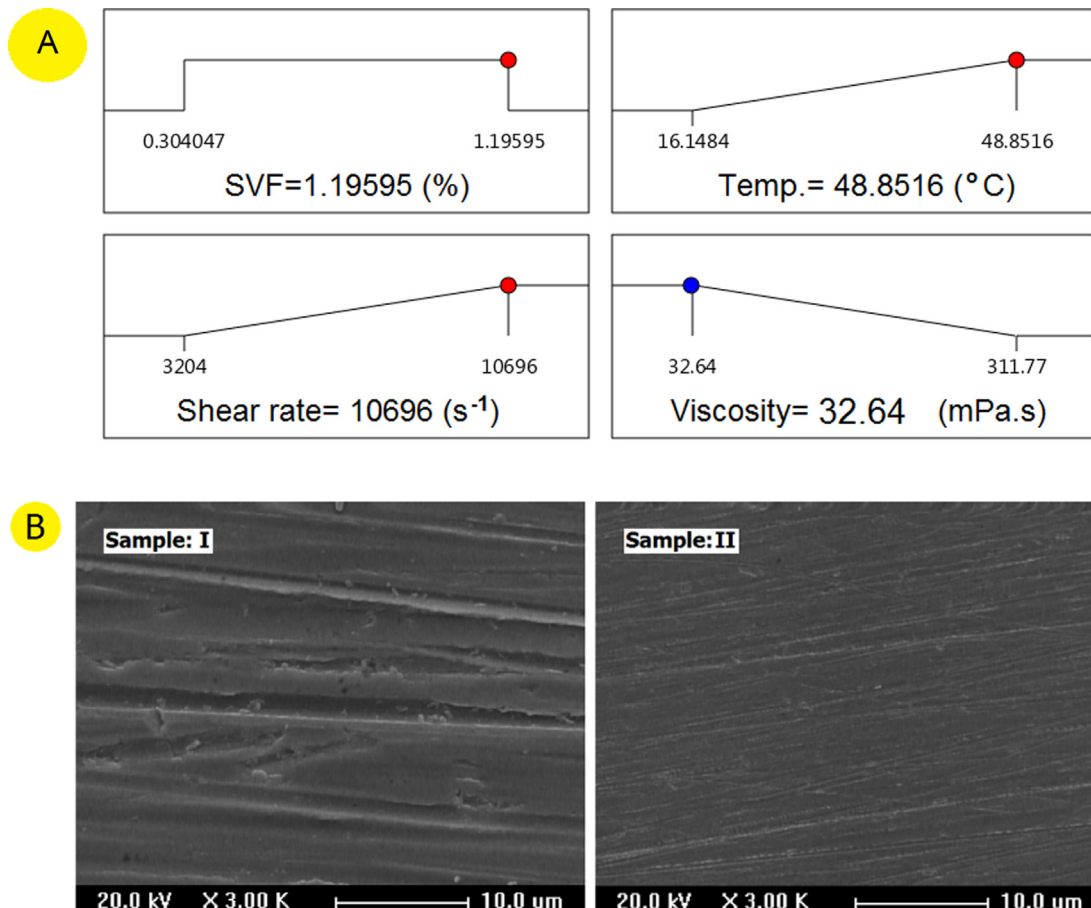 A
0.304047 1.19595
SVF=1.19595 (%)
16.1484 48.8516
Temp.= 48.8516 (°C)
3204 10696
Shear rate= 10696 (s⁻¹)
32.64 311.77
Viscosity= 32.64 (mPa.s)
B
Sample: I
20.0 kV X 3.00 K 10.0 μm
Sample:II
20.0 kV X 3.00 K 10.0 μm